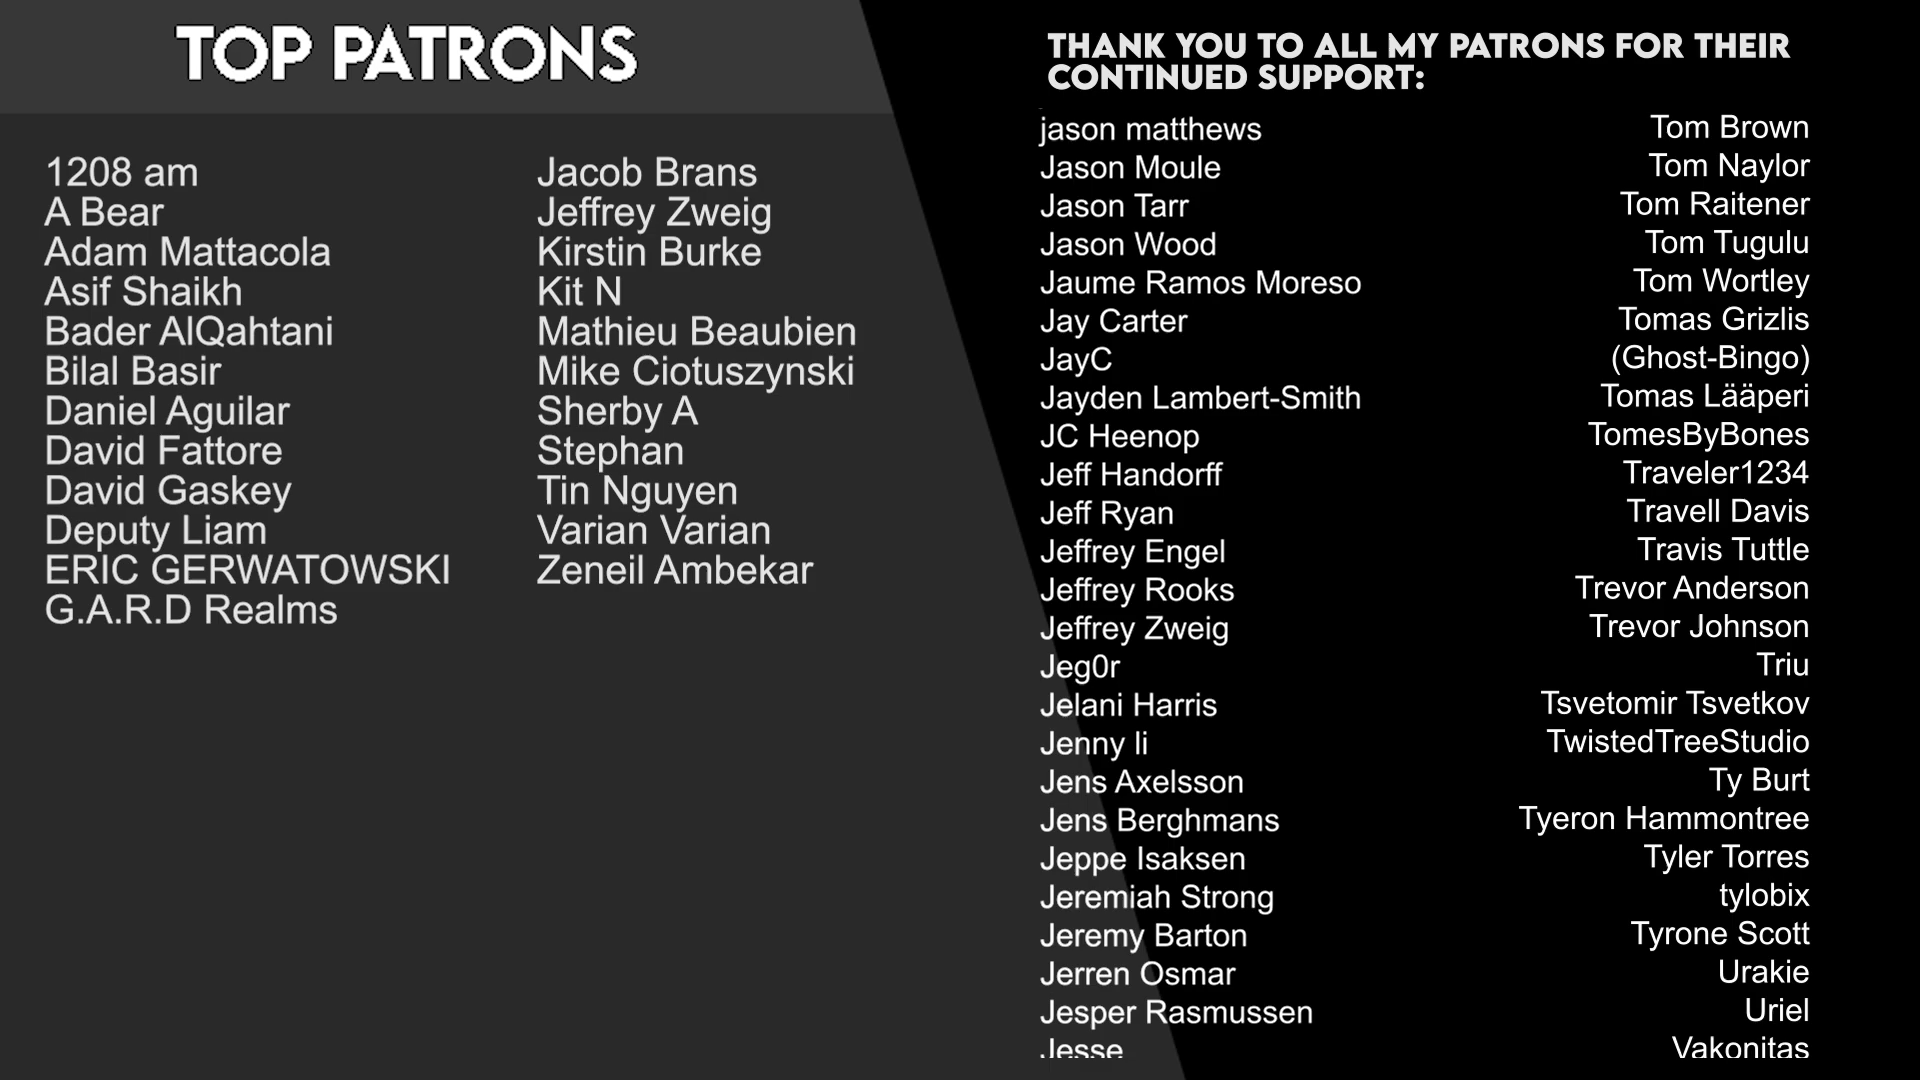 TOP PATRONS
1208 am
A Bear
Adam Mattacola
Asif Shaikh
Bader AlQahtani
Bilal Basir
Daniel Aguilar
David Fattore
David Gaskey
Deputy Liam
ERIC GERWATOWSKI
G.A.R.D Realms
Jacob Brans
Jeffrey Zweig
Kirstin Burke
Kit N
Mathieu Beaubien
Mike Ciotuszynski
Sherby A
Stephan
Tin Nguyen
Varian Varian
Zeneil Ambekar
THANK YOU TO ALL MY PATRONS FOR THEIR
CONTINUED SUPPORT:
jason matthews
Jason Moule
Jason Tarr
Jason Wood
Jaume Ramos Moreso
Jay Carter
JayC
Jayden Lambert-Smith
JC Heenop
Jeff Handorff
Jeff Ryan
Jeffrey Engel
Jeffrey Rooks
Jeffrey Zweig
Jeg0r
Jelani Harris
Jenny li
Jens Axelsson
Jens Berghmans
Jeppe Isaksen
Jeremiah Strong
Jeremy Barton
Jerren Osmar
Jesper Rasmussen
Jesse
Tom Brown
Tom Naylor
Tom Raitener
Tom Tugulu
Tom Wortley
Tomas Grizlis
(Ghost-Bingo)
Tomas Lääperi
TomesByBones
Traveler1234
Travell Davis
Travis Tuttle
Trevor Anderson
Trevor Johnson
Triu
Tsvetomir Tsvetkov
TwistedTreeStudio
Ty Burt
Tyeron Hammontree
Tyler Torres
tylobix
Tyrone Scott
Urakie
Uriel
Vakonitas